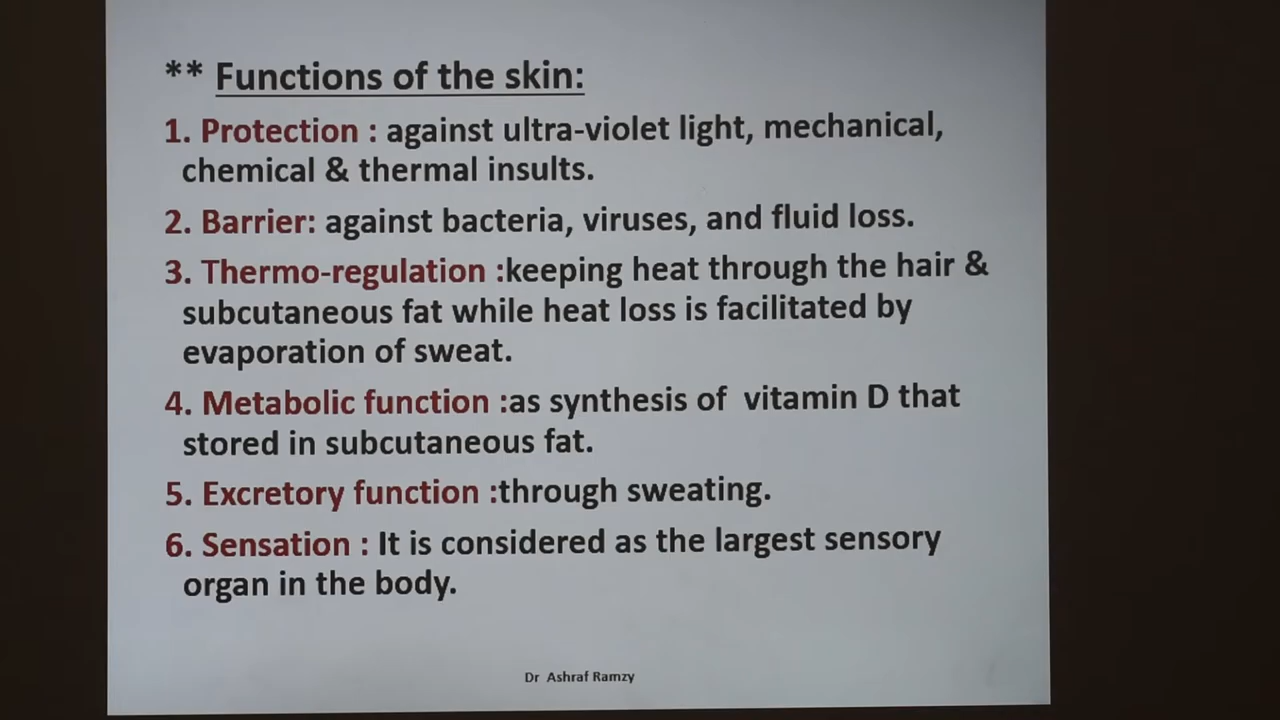 ** Functions of the skin:
1. Protection : against ultra-violet light, mechanical,
chemical & thermal insults.
2. Barrier: against bacteria, viruses, and fluid loss.
3. Thermo-regulation :keeping heat through the hair &
subcutaneous fat while heat loss is facilitated by
evaporation of sweat.
4. Metabolic function :as synthesis of  vitamin D that
stored in subcutaneous fat.
5. Excretory function :through sweating.
6. Sensation : It is considered as the largest sensory
organ in the body.
Dr  Ashraf Ramzy